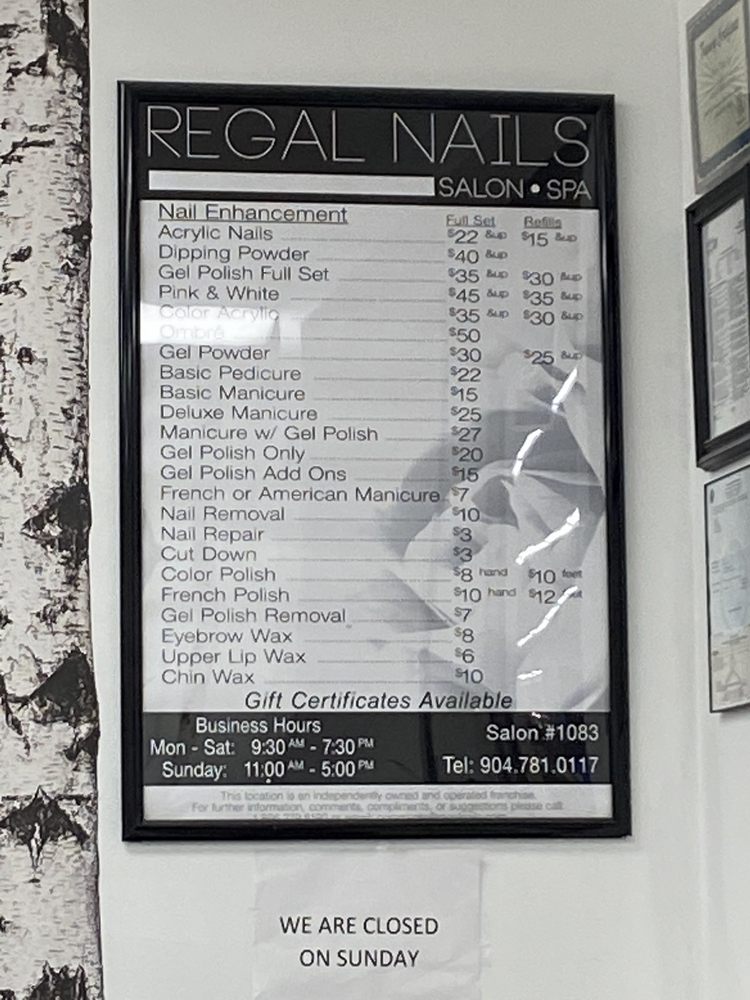 REGAL NAILS
SALON • SPA
Nail Enhancement Full Set Refills
Acrylic Nails $22 &up $15 &up
Dipping Powder $40 &up
Gel Polish Full Set $35 &up $30 &up
Pink & White $45 &up $35 &up
Color Acrylic $35 &up $30 &up
Ombré $50
Gel Powder $30 $25 &up
Basic Pedicure $22
Basic Manicure $15
Deluxe Manicure $25
Manicure w/ Gel Polish $27
Gel Polish Only $20
Gel Polish Add Ons $15
French or American Manicure $7
Nail Removal $10
Nail Repair $3
Cut Down $3
Color Polish $8 hand $10 feet
French Polish $10 hand $12
Gel Polish Removal $7
Eyebrow Wax $8
Upper Lip Wax $6
Chin Wax $10
Gift Certificates Available
Business Hours
Mon - Sat: 9:30 AM - 7:30 PM
Sunday: 11:00 AM - 5:00 PM
Salon #1083
Tel: 904.781.0117
This location is an independently owned and operated franchise.
For further information, comments, compliments, or suggestions please call:
WE ARE CLOSED
ON SUNDAY